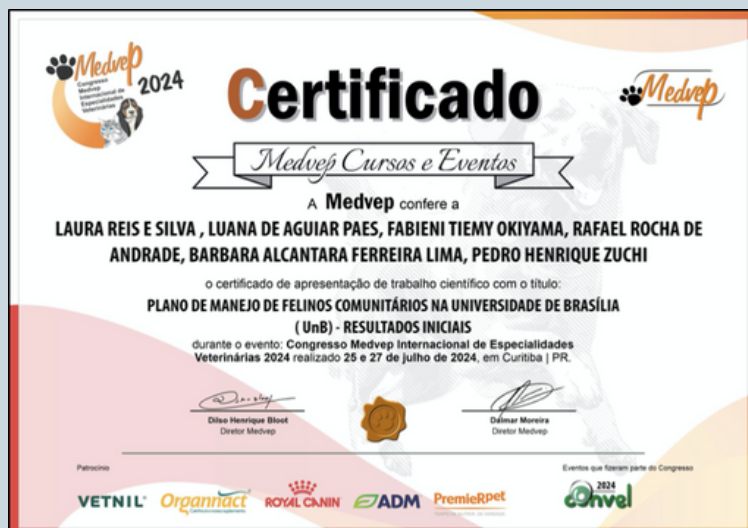 Medvep
Congresso
Medvep
Internacional de
Especialidades
Veterinárias
2024
Certificado
Medvep
Medvep Cursos e Eventos
A Medvep confere a
LAURA REIS E SILVA , LUANA DE AGUIAR PAES, FABIENI TIEMY OKIYAMA, RAFAEL ROCHA DE
ANDRADE, BARBARA ALCANTARA FERREIRA LIMA, PEDRO HENRIQUE ZUCHI
o certificado de apresentação de trabalho científico com o título:
PLANO DE MANEJO DE FELINOS COMUNITÁRIOS NA UNIVERSIDADE DE BRASÍLIA
( UnB) - RESULTADOS INICIAIS
durante o evento: Congresso Medvep Internacional de Especialidades
Veterinárias 2024 realizado 25 e 27 de julho de 2024, em Curitiba | PR.
Dilso Henrique Bloot
Diretor Medvep
Dalmar Moreira
Diretor Medvep
Patrocínio
Eventos que fizeram parte do Congresso
VETNIL
Organnact
ROYAL CANIN
ADM
PremieRpet
2024
convel